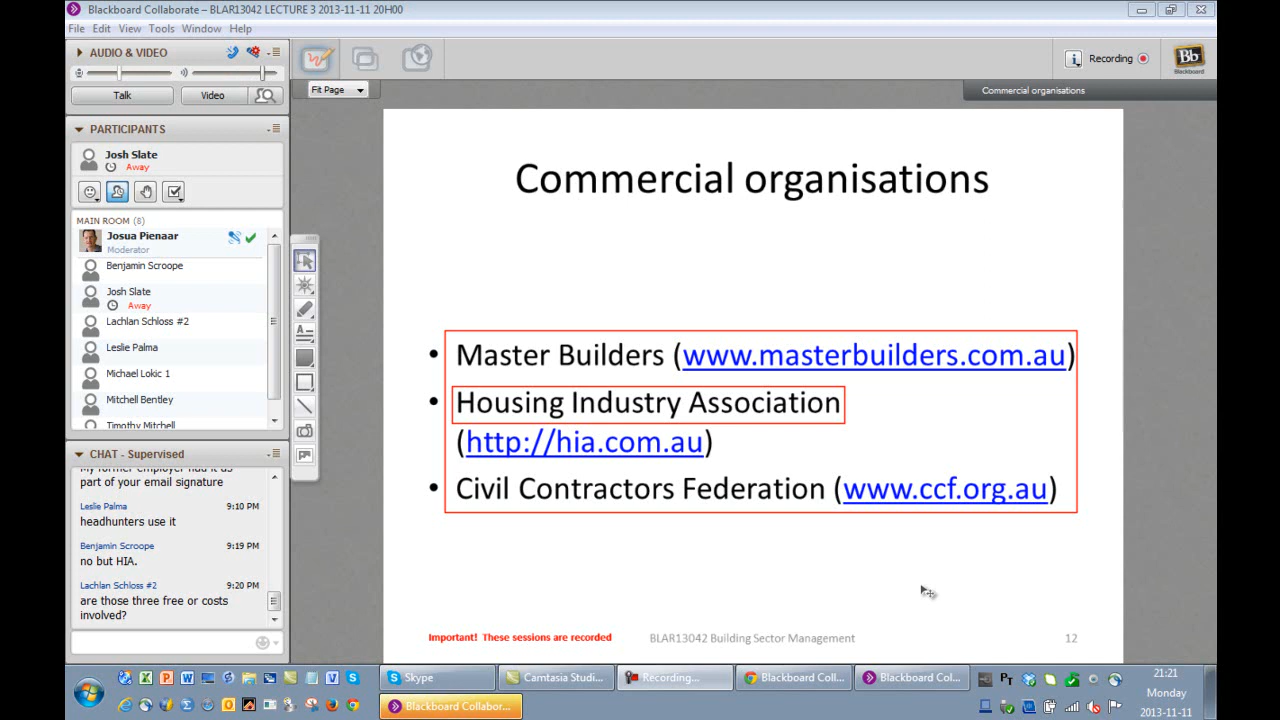 Blackboard Collaborate - BLAR13042 LECTURE 3 2013-11-11 20H00
File Edit View Tools Window Help
AUDIO & VIDEO
Talk Video
PARTICIPANTS
Josh Slate
Away
MAIN ROOM (8)
Josua Pienaar
Moderator
Benjamin Scroope
Josh Slate
Away
Lachlan Schloss #2
Leslie Palma
Michael Lokic 1
Mitchell Bentley
Timothy Mitchell
CHAT - Supervised
My former employer had it as
part of your email signature
Leslie Palma 9:10 PM
headhunters use it
Benjamin Scroope 9:19 PM
no but HIA.
Lachlan Schloss #2 9:20 PM
are those three free or costs
involved?
Recording
Bb
Blackboard
Fit Page
Commercial organisations
Commercial organisations
• Master Builders (www.masterbuilders.com.au)
• Housing Industry Association
(http://hia.com.au)
• Civil Contractors Federation (www.ccf.org.au)
Important! These sessions are recorded BLAR13042 Building Sector Management 12
Skype Camtasia Studi... Recording... Blackboard Coll... Blackboard Col...
Blackboard Collabor...
21:21
Monday
2013-11-11